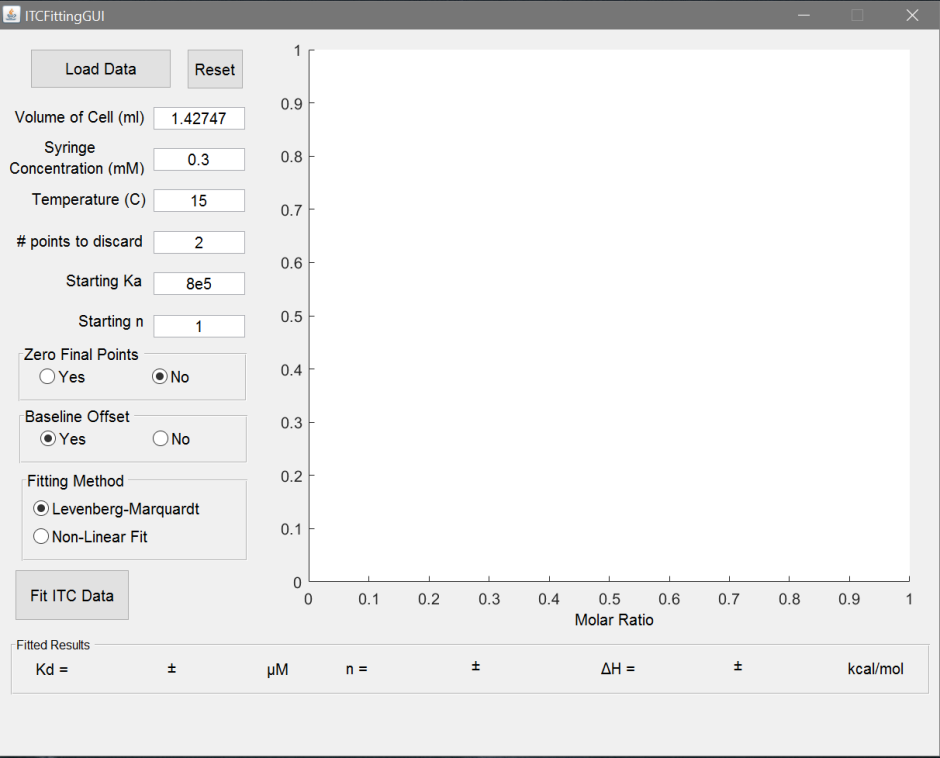 ITCFittingGUI
Load Data
Reset
Volume of Cell (ml)
1.42747
Syringe
Concentration (mM)
0.3
Temperature (C)
15
# points to discard
2
Starting Ka
8e5
Starting n
1
Zero Final Points
Yes No
Baseline Offset
Yes No
Fitting Method
Levenberg-Marquardt
Non-Linear Fit
Fit ITC Data
1
0.9
0.8
0.7
0.6
0.5
0.4
0.3
0.2
0.1
0
0 0.1 0.2 0.3 0.4 0.5 0.6 0.7 0.8 0.9 1
Molar Ratio
Fitted Results
Kd = ± µM n = ± ΔH = ± kcal/mol